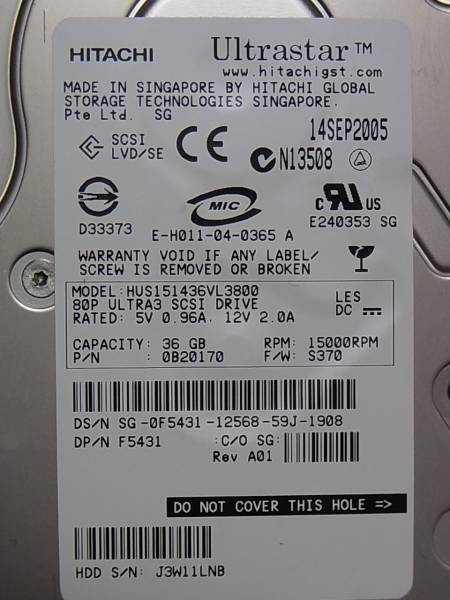 HITACHI Ultrastar™
www.hitachigst.com
MADE IN SINGAPORE BY HITACHI GLOBAL
STORAGE TECHNOLOGIES SINGAPORE.
Pte Ltd. SG
14SEP2005
SCSI
LVD/SE
CE
N13508
D33373
MIC
C RU US
E240353 SG
E-H011-04-0365 A
WARRANTY VOID IF ANY LABEL/
SCREW IS REMOVED OR BROKEN
MODEL: HUS151436VL3800
80P ULTRA3 SCSI DRIVE
RATED: 5V 0.96A, 12V 2.0A
LES
DC
CAPACITY: 36 GB RPM: 15000RPM
P/N : 0B20170 F/W: S370
DS/N SG-0F5431-12568-59J-1908
DP/N F5431 :C/O SG:
Rev A01
DO NOT COVER THIS HOLE =>
HDD S/N: J3W11LNB